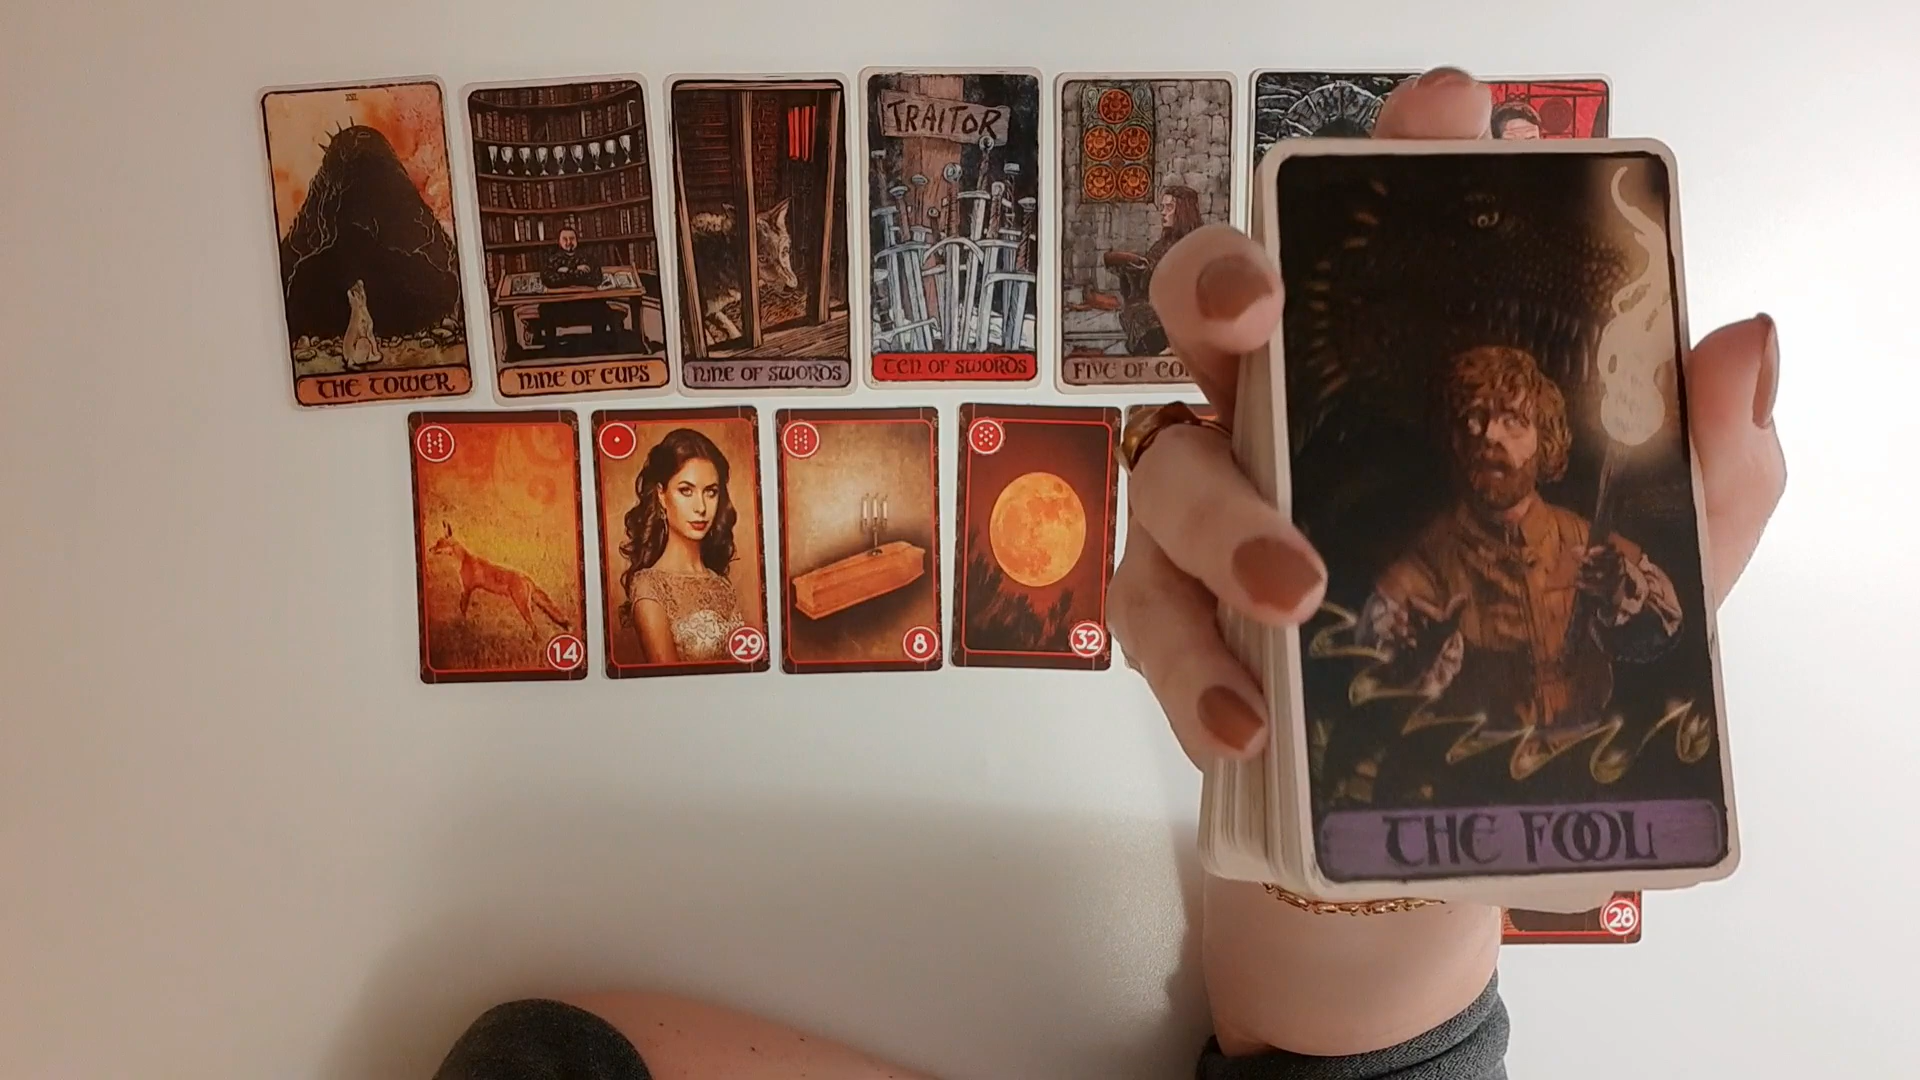 XVI
THE TOWER
NINE OF CUPS
NINE OF SWORDS
TRAITOR
TEN OF SWORDS
FIVE OF CO
14
29
8
32
THE FOOL
28